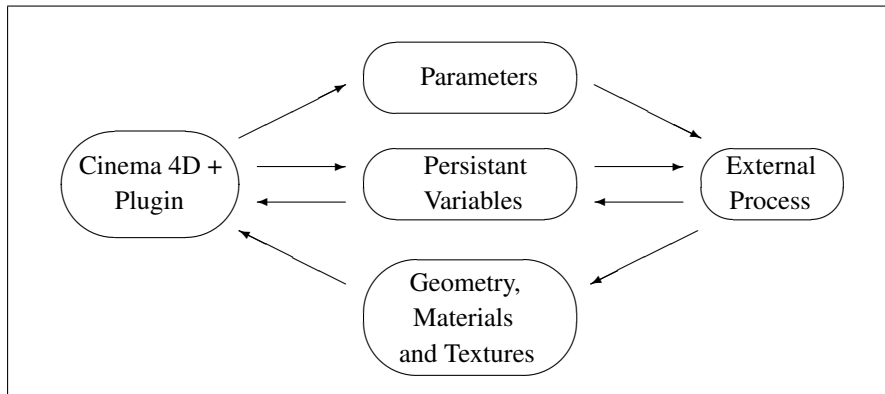 Parameters
Cinema 4D +
Plugin
Persistant
Variables
External
Process
Geometry,
Materials
and Textures